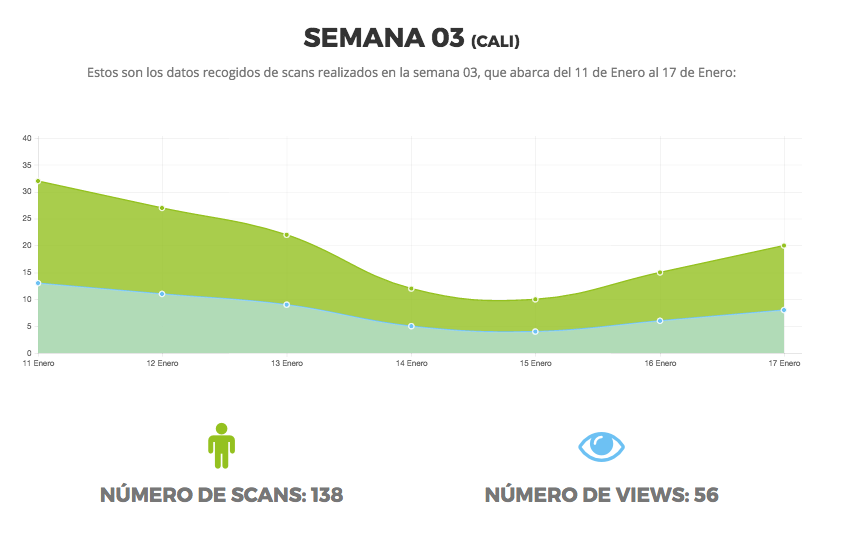 SEMANA 03 (CALI)
Estos son los datos recogidos de scans realizados en la semana 03, que abarca del 11 de Enero al 17 de Enero:
40
35
30
25
20
15
10
5
0
11 Enero 12 Enero 13 Enero 14 Enero 15 Enero 16 Enero 17 Enero
NÚMERO DE SCANS: 138 NÚMERO DE VIEWS: 56